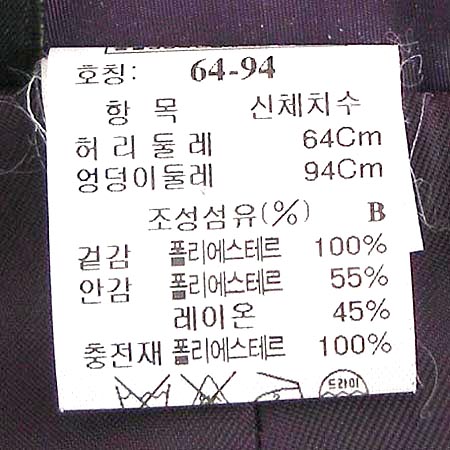 호칭: 64-94
항 목 신체치수
허리둘레 64Cm
엉덩이둘레 94Cm
조성섬유(%) B
겉감 폴리에스테르 100%
안감 폴리에스테르 55%
레이온 45%
충전재 폴리에스테르 100%
드라이